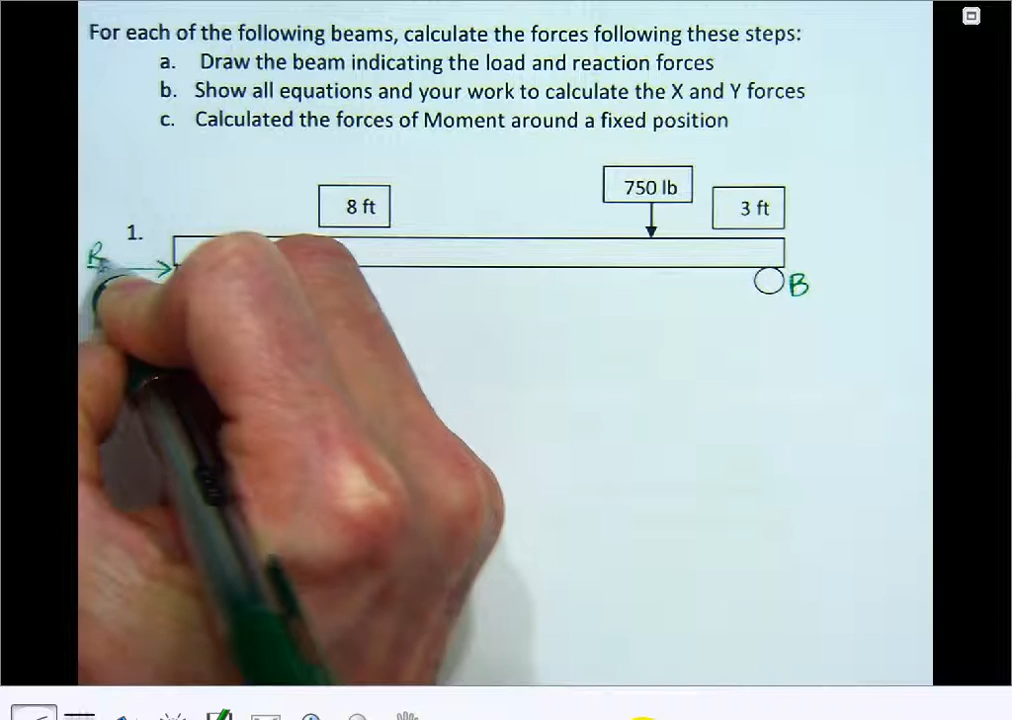 For each of the following beams, calculate the forces following these steps:
a. Draw the beam indicating the load and reaction forces
b. Show all equations and your work to calculate the X and Y forces
c. Calculated the forces of Moment around a fixed position
750 lb
8 ft
3 ft
1.
R
B